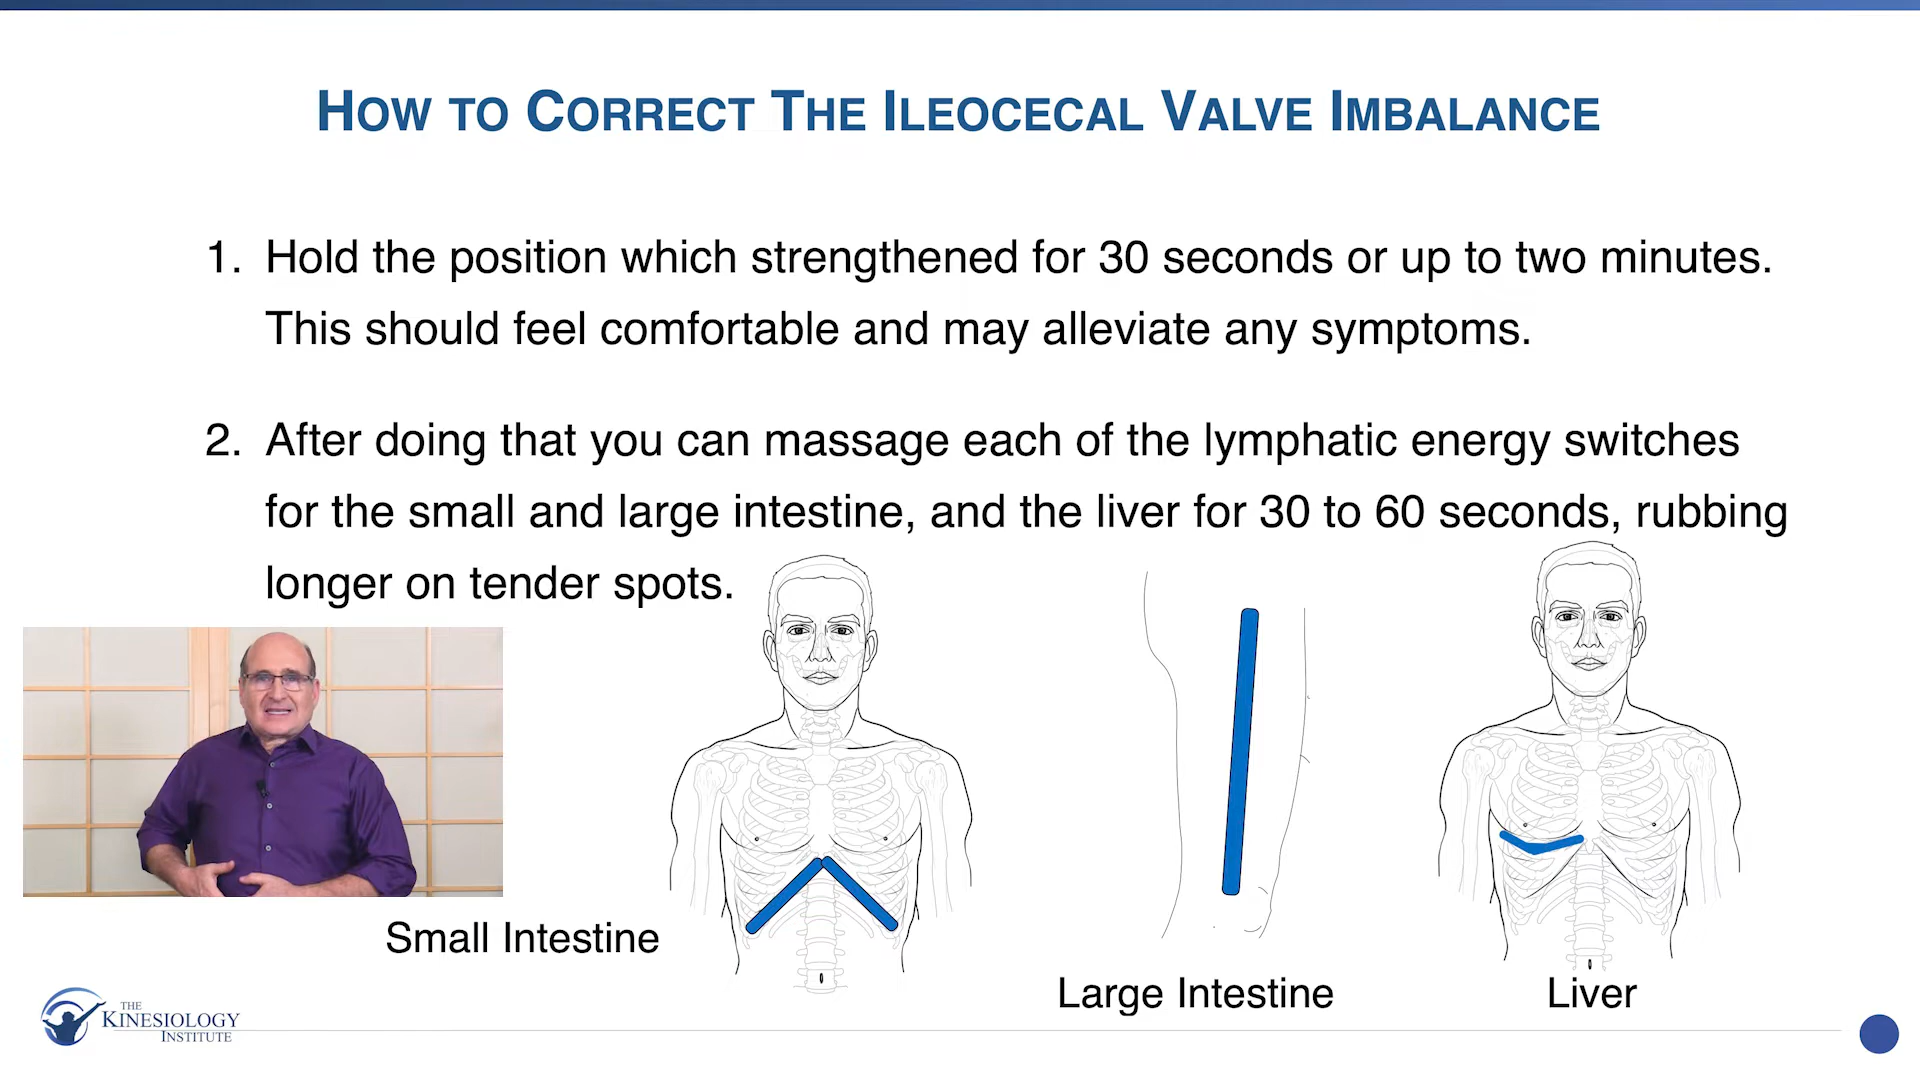 HOW TO CORRECT THE ILEOCECAL VALVE IMBALANCE
1. Hold the position which strengthened for 30 seconds or up to two minutes.
This should feel comfortable and may alleviate any symptoms.
2. After doing that you can massage each of the lymphatic energy switches
for the small and large intestine, and the liver for 30 to 60 seconds, rubbing
longer on tender spots.
Small Intestine
Large Intestine
Liver
THE
KINESIOLOGY
INSTITUTE